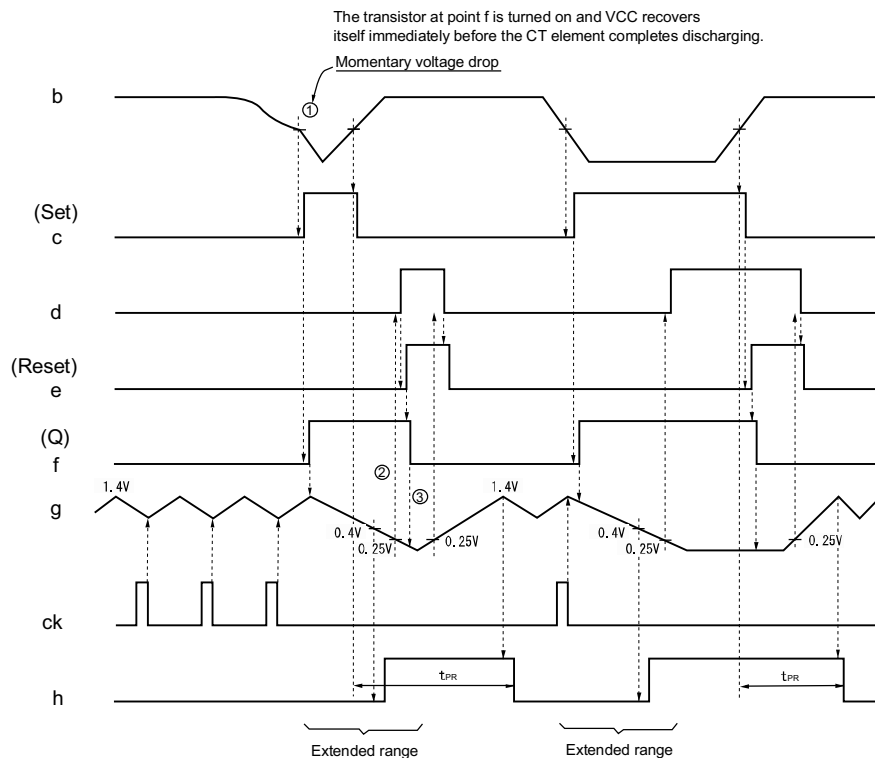 The transistor at point f is turned on and VCC recovers
itself immediately before the CT element completes discharging.
Momentary voltage drop
b
①
(Set)
c
d
(Reset)
e
(Q)
f
②
1.4V
③
1.4V
g
0.4V
0.25V
0.25V
0.4V
0.25V
0.25V
ck
h
tPR
tPR
Extended range
Extended range